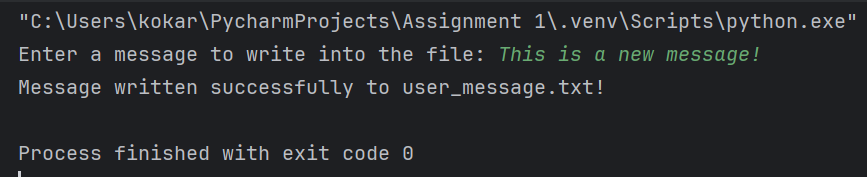 "C:\Users\kokar\PycharmProjects\Assignment 1\.venv\Scripts\python.exe"
Enter a message to write into the file: This is a new message!
Message written successfully to user_message.txt!
Process finished with exit code 0